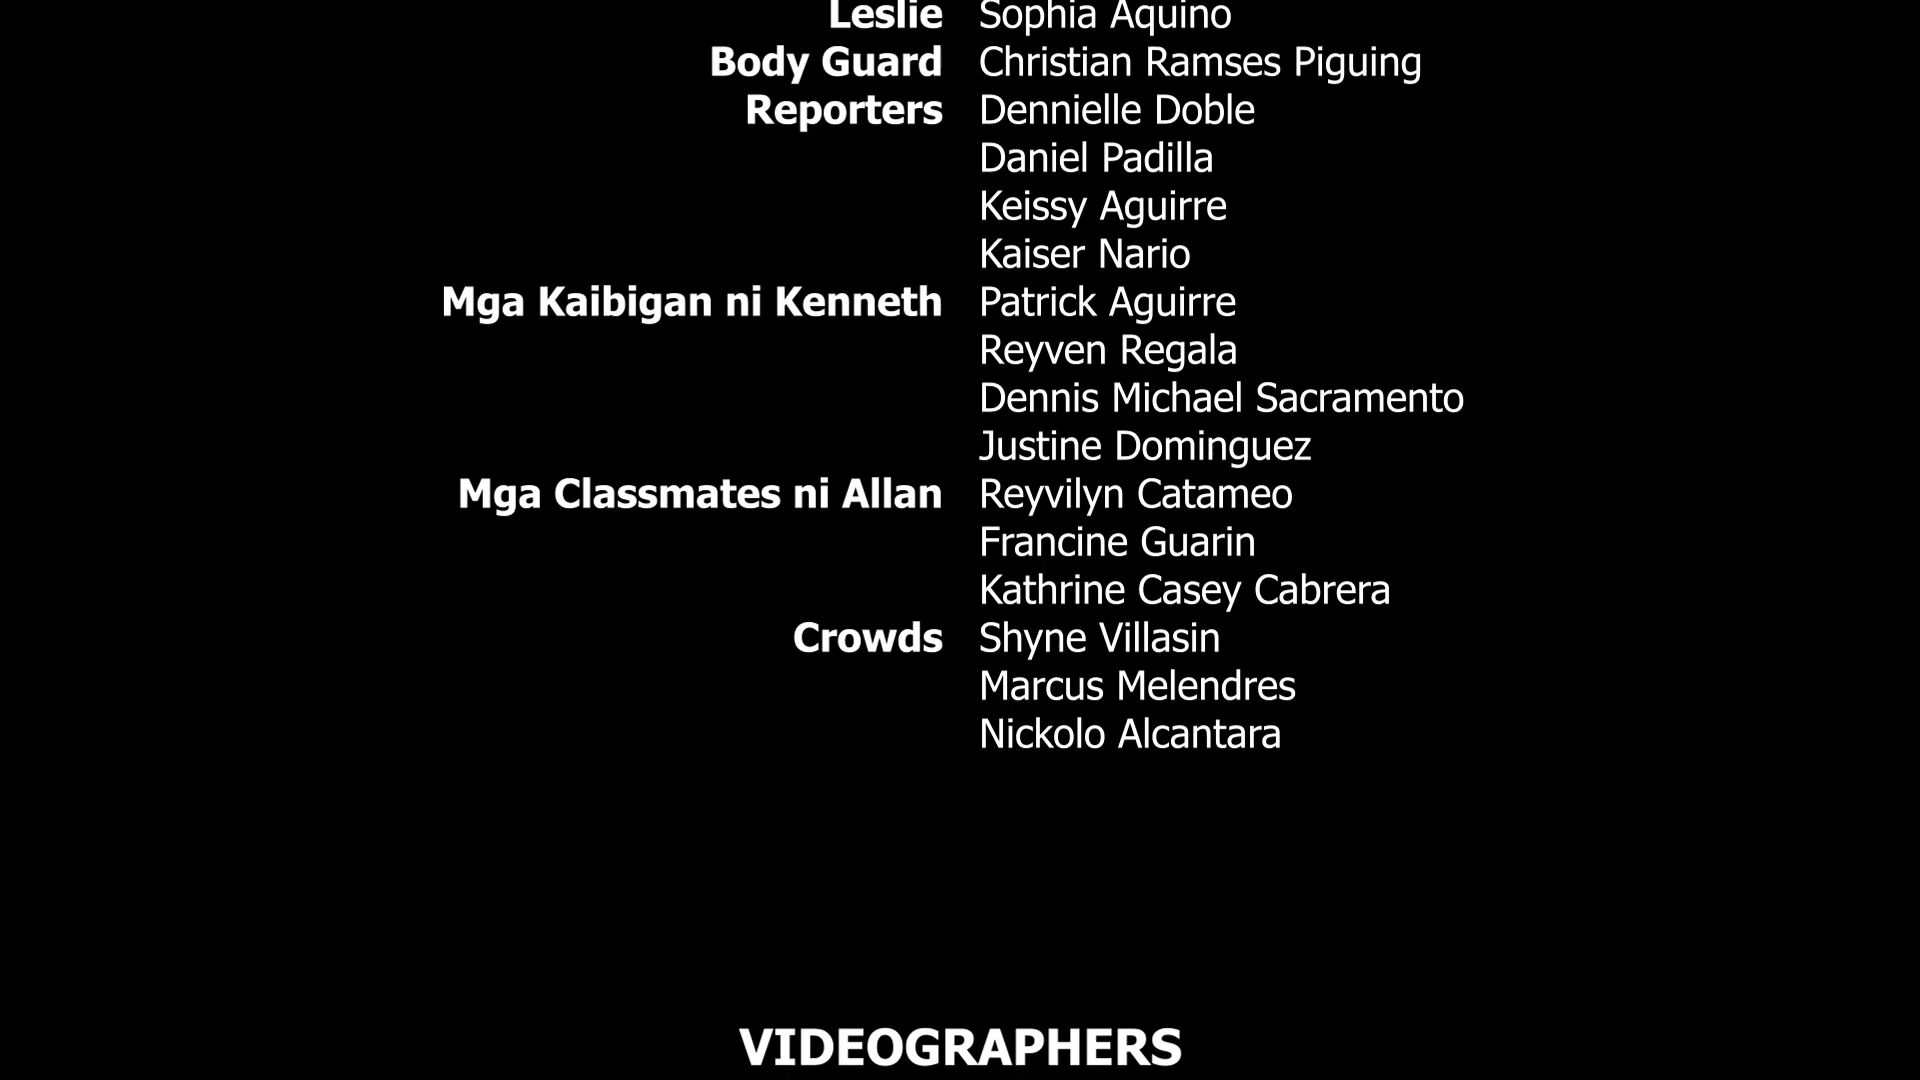 Leslie Sophia Aquino
Body Guard Christian Ramses Piguing
Reporters Dennielle Doble
Daniel Padilla
Keissy Aguirre
Kaiser Nario
Mga Kaibigan ni Kenneth Patrick Aguirre
Reyven Regala
Dennis Michael Sacramento
Justine Dominguez
Mga Classmates ni Allan Reyvilyn Catameo
Francine Guarin
Kathrine Casey Cabrera
Crowds Shyne Villasin
Marcus Melendres
Nickolo Alcantara
VIDEOGRAPHERS